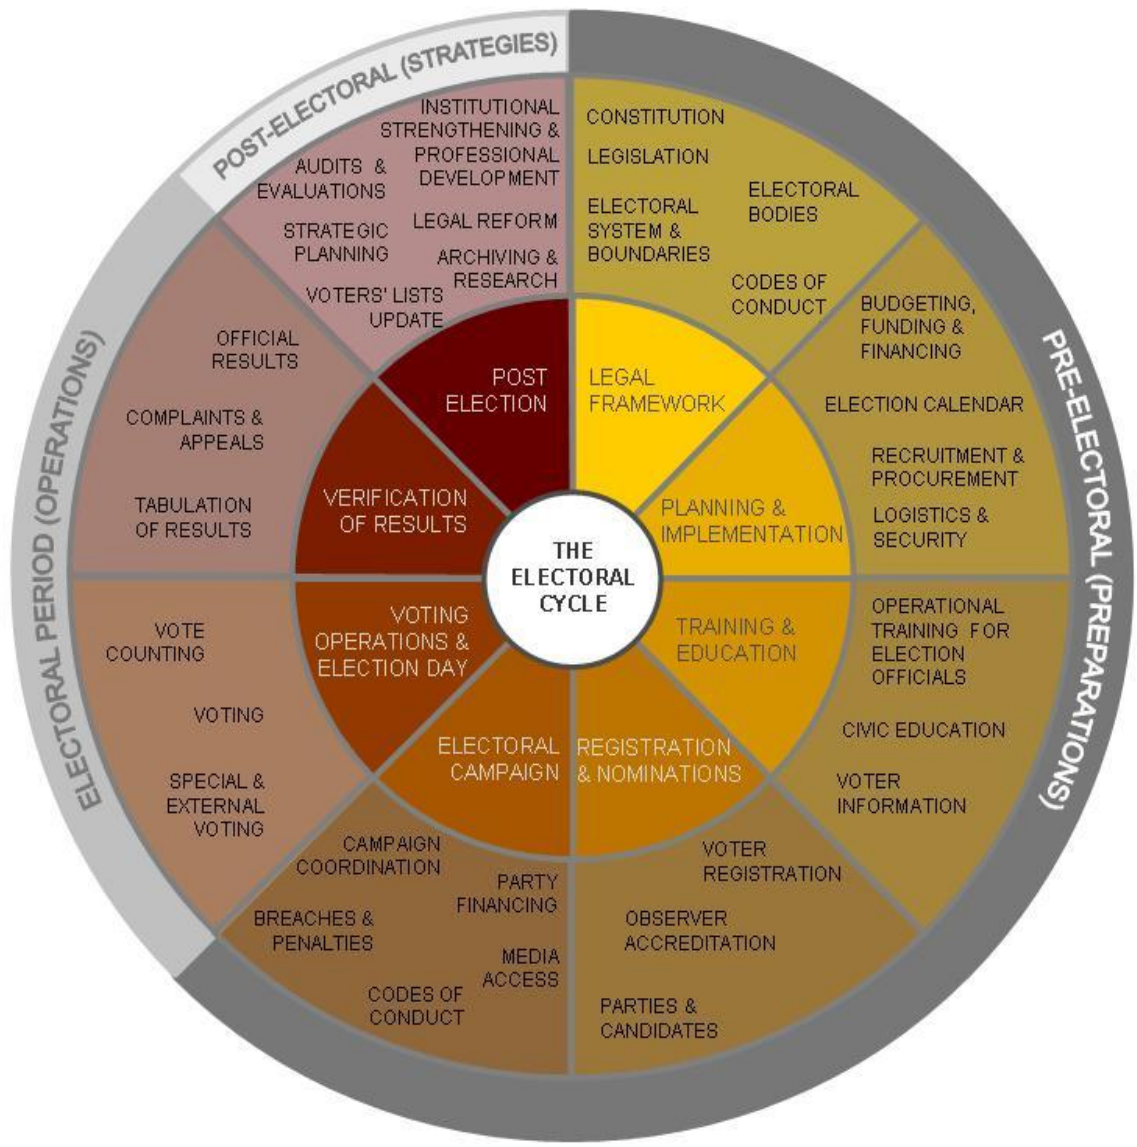 POST-ELECTORAL (STRATEGIES)
PRE-ELECTORAL (PREPARATIONS)
ELECTORAL PERIOD (OPERATIONS)
THE
ELECTORAL
CYCLE
LEGAL
FRAMEWORK
CONSTITUTION
LEGISLATION
ELECTORAL
SYSTEM &
BOUNDARIES
ELECTORAL
BODIES
CODES OF
CONDUCT
PLANNING &
IMPLEMENTATION
BUDGETING,
FUNDING &
FINANCING
ELECTION CALENDAR
RECRUITMENT &
PROCUREMENT
LOGISTICS &
SECURITY
TRAINING &
EDUCATION
OPERATIONAL
TRAINING FOR
ELECTION
OFFICIALS
CIVIC EDUCATION
VOTER
INFORMATION
REGISTRATION
& NOMINATIONS
VOTER
REGISTRATION
OBSERVER
ACCREDITATION
PARTIES &
CANDIDATES
ELECTORAL
CAMPAIGN
CAMPAIGN
COORDINATION
PARTY
FINANCING
BREACHES &
PENALTIES
MEDIA
ACCESS
CODES OF
CONDUCT
VOTING
OPERATIONS &
ELECTION DAY
VOTE
COUNTING
VOTING
SPECIAL &
EXTERNAL
VOTING
VERIFICATION
OF RESULTS
OFFICIAL
RESULTS
COMPLAINTS &
APPEALS
TABULATION
OF RESULTS
POST
ELECTION
INSTITUTIONAL
STRENGTHENING &
PROFESSIONAL
DEVELOPMENT
AUDITS &
EVALUATIONS
LEGAL REFORM
STRATEGIC
PLANNING
ARCHIVING &
RESEARCH
VOTERS' LISTS
UPDATE